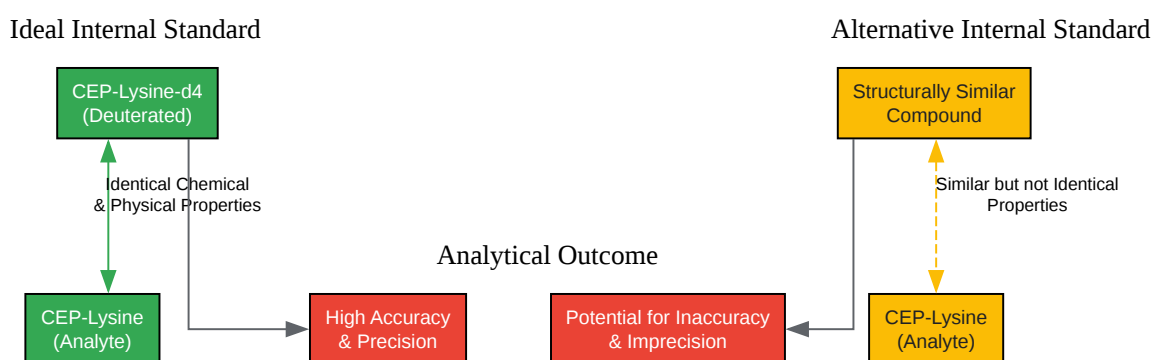 Ideal Internal Standard
Alternative Internal Standard
CEP-Lysine-d4
(Deuterated)
Structurally Similar
Compound
Identical Chemical
& Physical Properties
Similar but not Identical
Properties
Analytical Outcome
CEP-Lysine
(Analyte)
High Accuracy
& Precision
Potential for Inaccuracy
& Imprecision
CEP-Lysine
(Analyte)